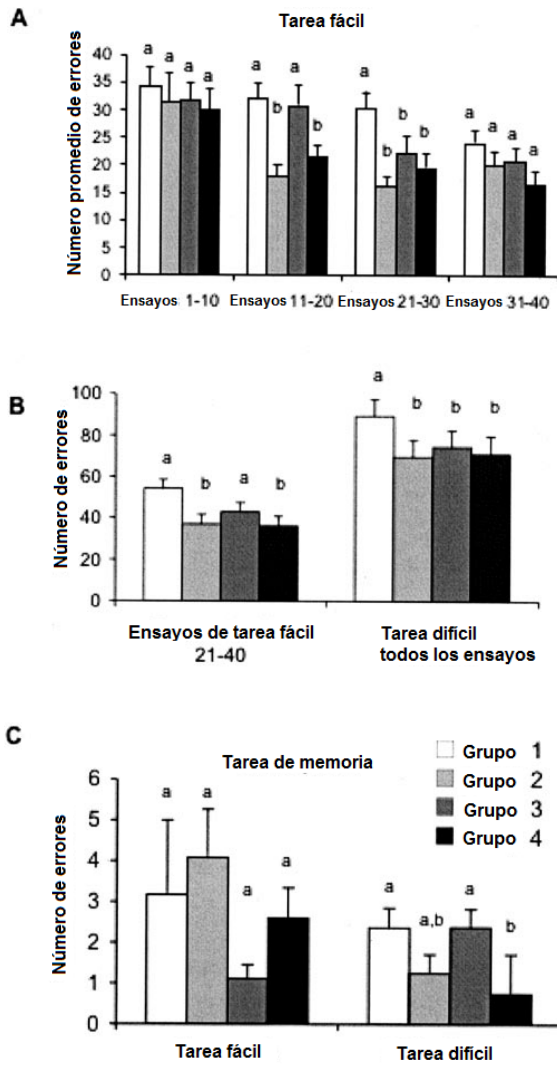 A
Tarea fácil
Número promedio de errores
40
35
30
25
20
15
10
5
0
a a a a
a b a b
a b b b
a a a a
Ensayos 1-10 Ensayos 11-20 Ensayos 21-30 Ensayos 31-40
B
Número de errores
100
80
60
40
20
0
a b a b
a b b b
Ensayos de tarea fácil
21-40
Tarea difícil
todos los ensayos
C
Tarea de memoria
Grupo 1
Grupo 2
Grupo 3
Grupo 4
Número de errores
6
5
4
3
2
1
0
a a a a
a a,b a b
Tarea fácil Tarea difícil